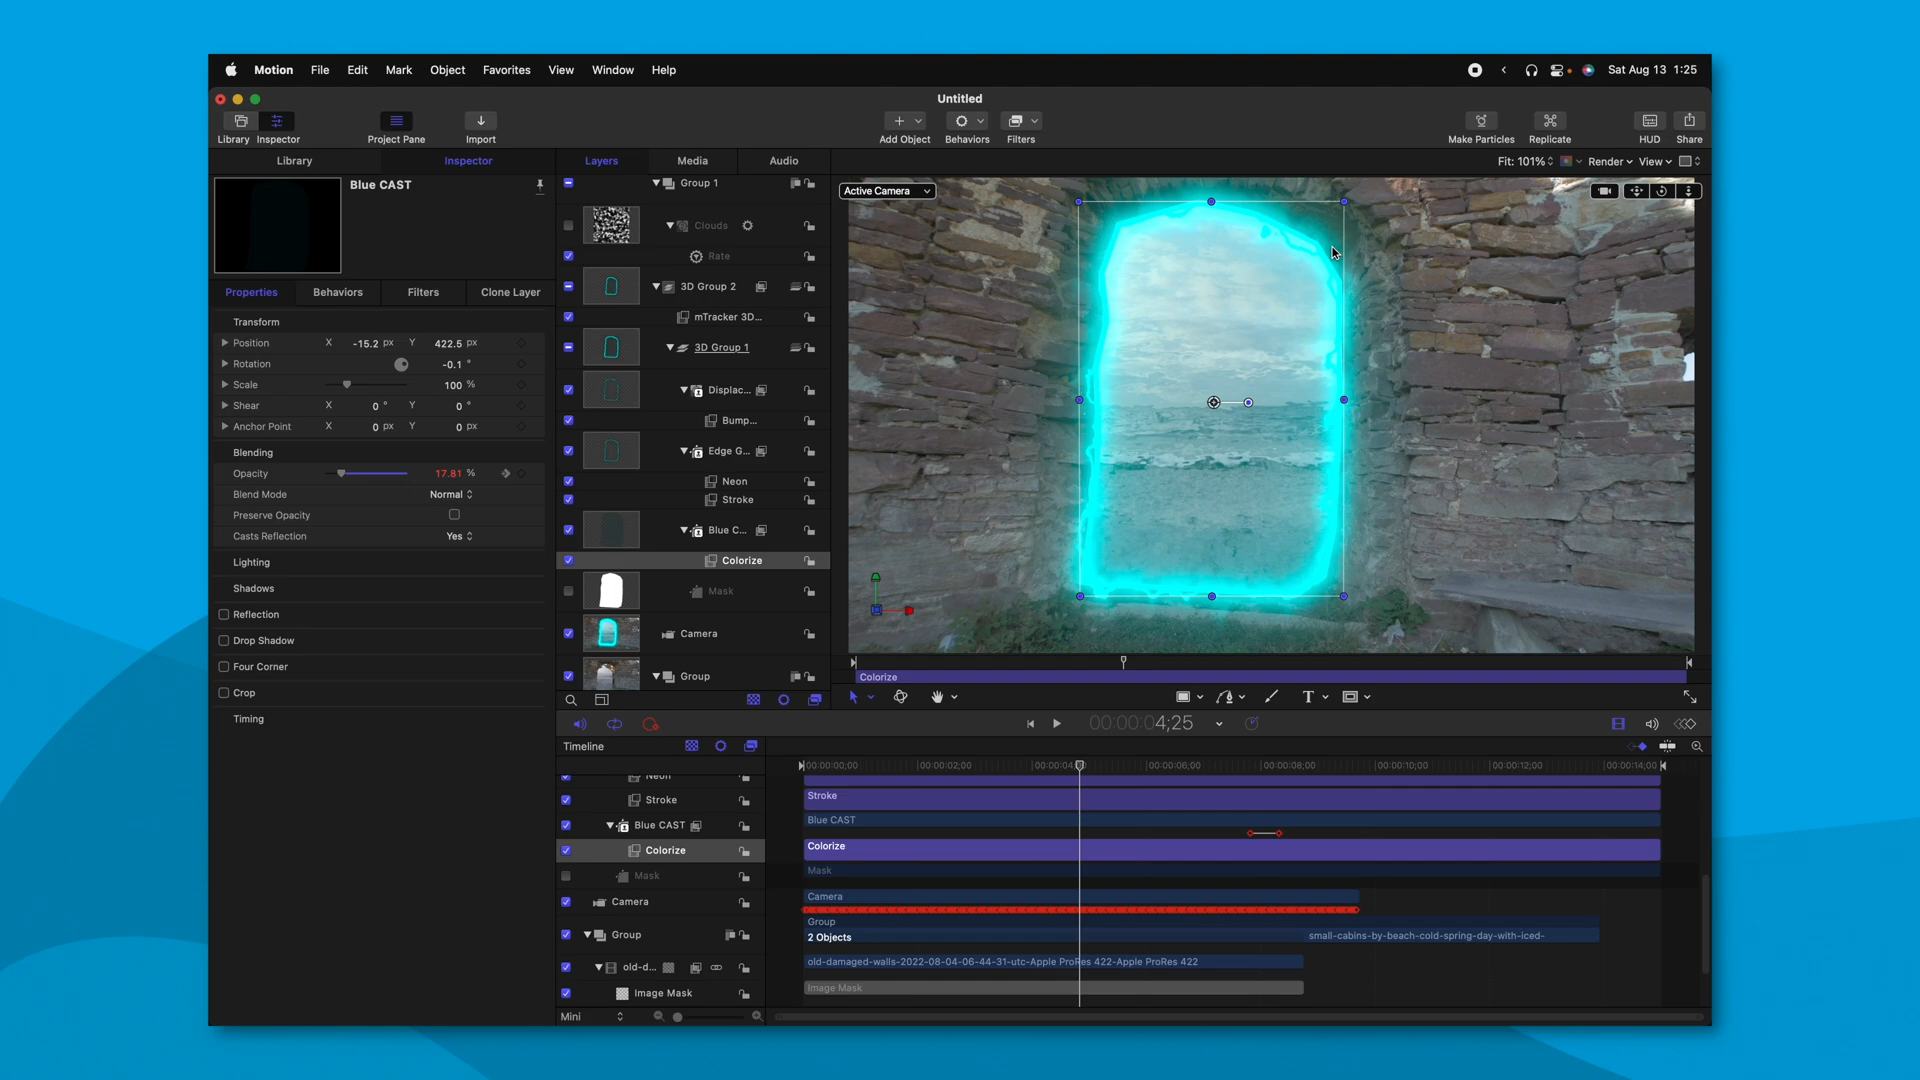 Motion File Edit Mark Object Favorites View Window Help Sat Aug 13 1:25
Untitled
Library Inspector Project Pane Import Add Object Behaviors Filters Make Particles Replicate HUD Share
Library Inspector Layers Media Audio Fit: 101% Render View
Blue CAST
Active Camera
Group 1
Clouds
Rate
3D Group 2
mTracker 3D...
3D Group 1
Displac...
Bump...
Edge G...
Neon
Stroke
Blue C...
Colorize
Mask
Camera
Group
Properties Behaviors Filters Clone Layer
Transform
Position X -15.2 px Y 422.5 px
Rotation -0.1 °
Scale 100 %
Shear X 0 ° Y 0 °
Anchor Point X 0 px Y 0 px
Blending
Opacity 17.81 %
Blend Mode Normal
Preserve Opacity
Casts Reflection Yes
Lighting
Shadows
Reflection
Drop Shadow
Four Corner
Crop
Timing
Colorize
T
00:00:00:04;25
Timeline
00:00:00;00 00:00:02;00 00:00:04; 00:00:06;00 00:00:08;00 00:00:10;00 00:00:12;00 00:00:14;00
Neon
Stroke Stroke
Blue CAST Blue CAST
Colorize Colorize
Mask Mask
Camera Camera
Group
Group 2 Objects small-cabins-by-beach-cold-spring-day-with-iced-
old-d... old-damaged-walls-2022-08-04-06-44-31-utc-Apple ProRes 422-Apple ProRes 422
Image Mask Image Mask
Mini